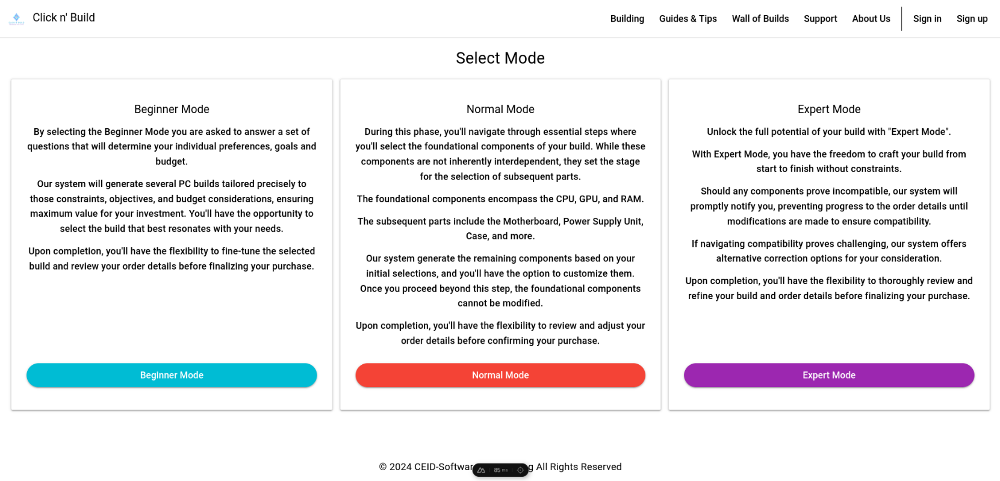 Click n' Build
Building
Guides & Tips
Wall of Builds
Support
About Us
Sign in
Sign up
Select Mode
Beginner Mode
By selecting the Beginner Mode you are asked to answer a set of
questions that will determine your individual preferences, goals and
budget.
Our system will generate several PC builds tailored precisely to
those constraints, objectives, and budget considerations, ensuring
maximum value for your investment. You'll have the opportunity to
select the build that best resonates with your needs.
Upon completion, you'll have the flexibility to fine-tune the selected
build and review your order details before finalizing your purchase.
Beginner Mode
Normal Mode
During this phase, you'll navigate through essential steps where
you'll select the foundational components of your build. While these
components are not inherently interdependent, they set the stage
for the selection of subsequent parts.
The foundational components encompass the CPU, GPU, and RAM.
The subsequent parts include the Motherboard, Power Supply Unit,
Case, and more.
Our system generate the remaining components based on your
initial selections, and you'll have the option to customize them.
Once you proceed beyond this step, the foundational components
cannot be modified.
Upon completion, you'll have the flexibility to review and adjust your
order details before confirming your purchase.
Normal Mode
Expert Mode
Unlock the full potential of your build with "Expert Mode".
With Expert Mode, you have the freedom to craft your build from
start to finish without constraints.
Should any components prove incompatible, our system will
promptly notify you, preventing progress to the order details until
modifications are made to ensure compatibility.
If navigating compatibility proves challenging, our system offers
alternative correction options for your consideration.
Upon completion, you'll have the flexibility to thoroughly review and
refine your build and order details before finalizing your purchase.
Expert Mode
© 2024 CEID-Softwar g All Rights Reserved
85 ms